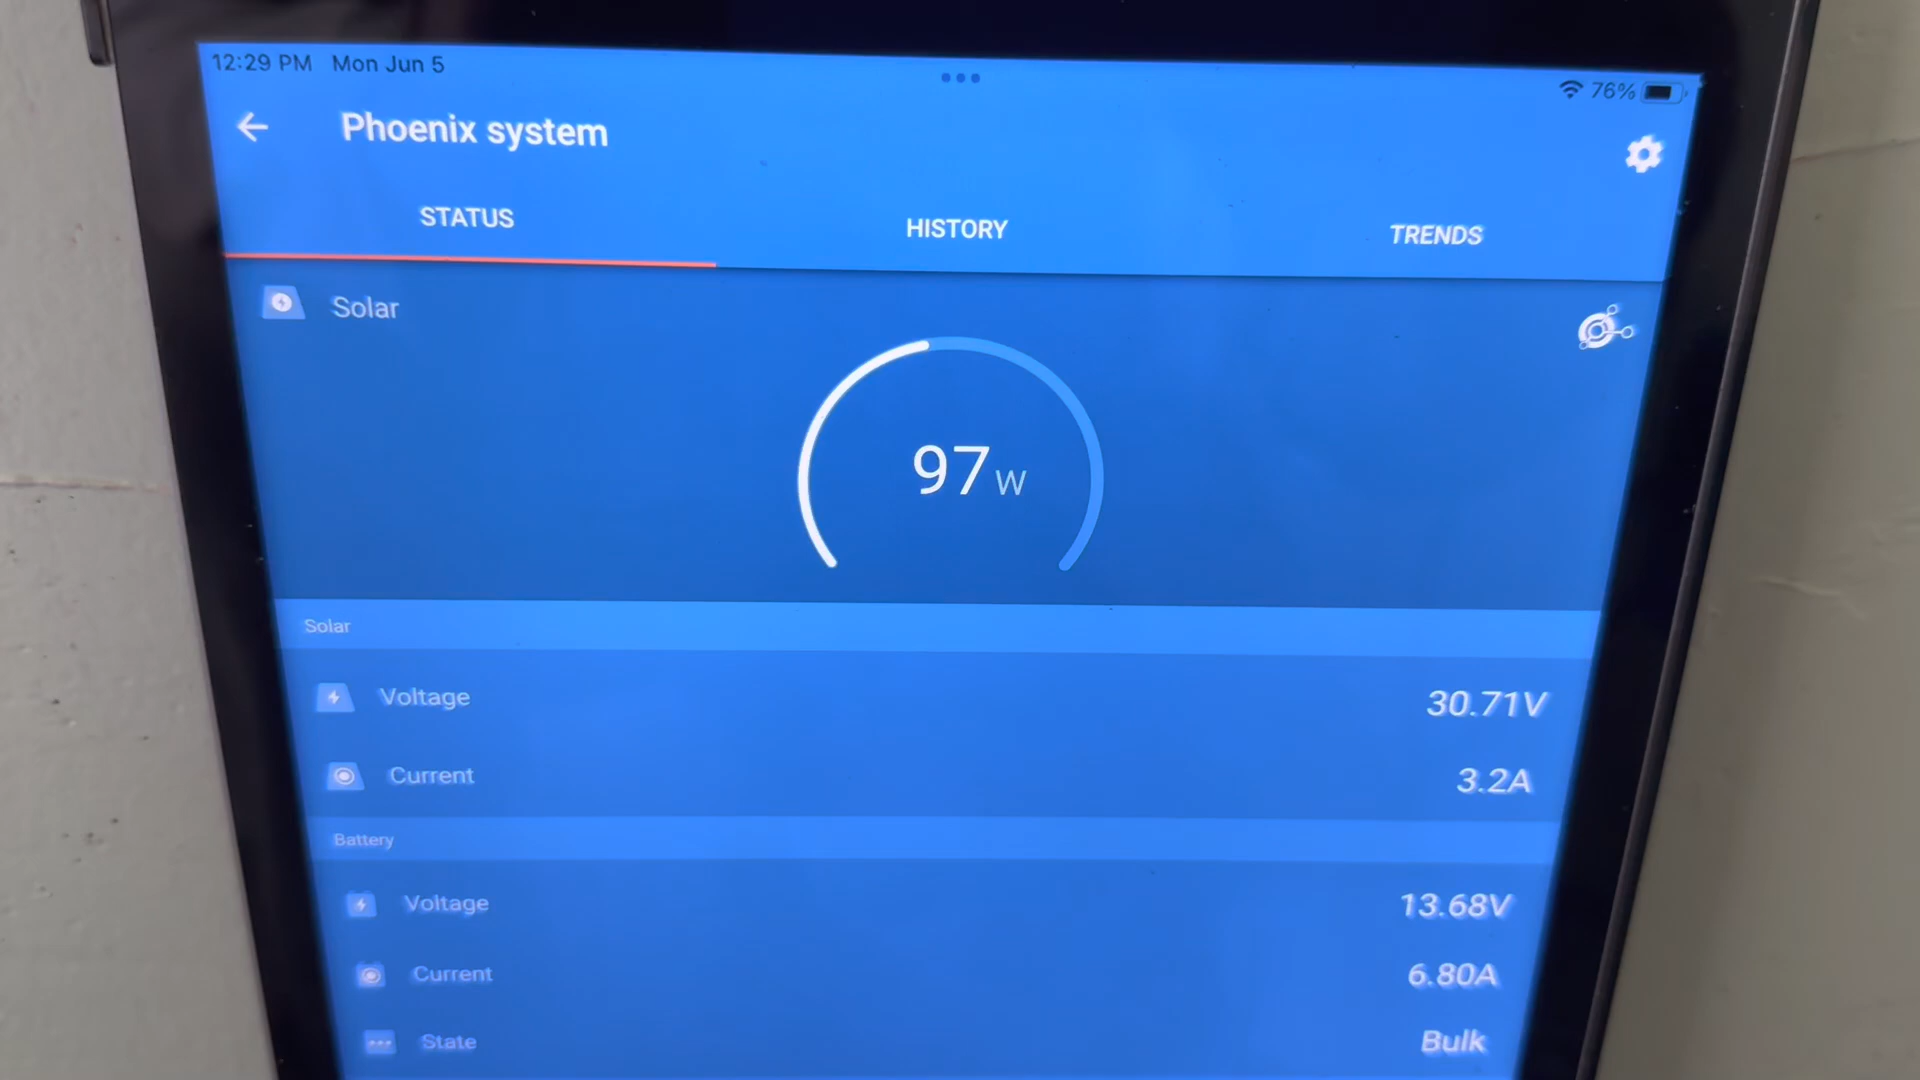 12:29 PM Mon Jun 5
76%
Phoenix system
STATUS
HISTORY
TRENDS
Solar
97W
Solar
Voltage 30.71V
Current 3.2A
Battery
Voltage 13.68V
Current 6.80A
State Bulk